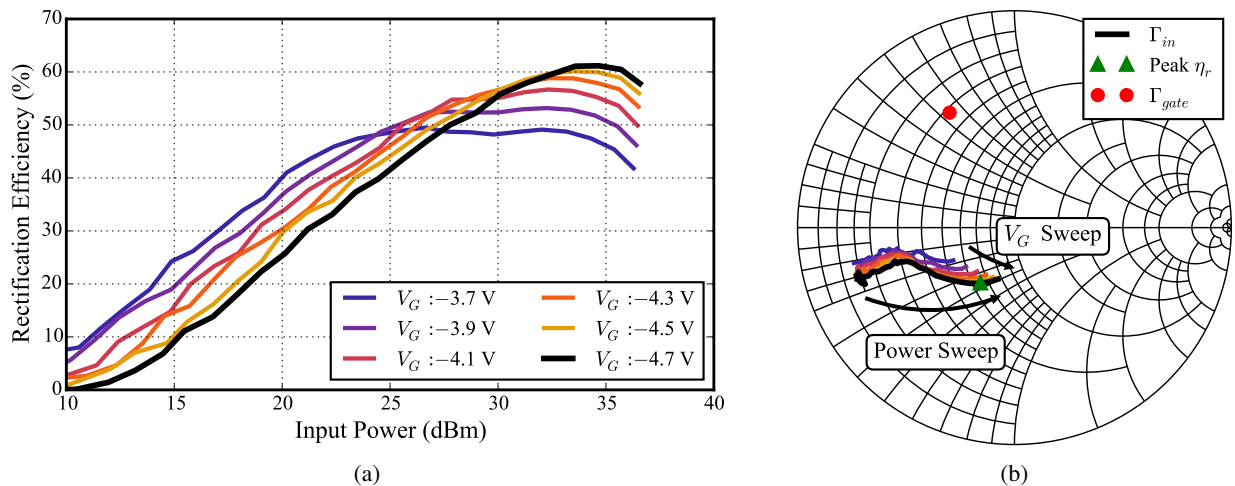 70
60
50
40
30
20
10
0
Rectification Efficiency (%)
10 15 20 25 30 35 40
Input Power (dBm)
V_G :−3.7 V
V_G :−3.9 V
V_G :−4.1 V
V_G :−4.3 V
V_G :−4.5 V
V_G :−4.7 V
(a)
Γ_in
Peak η_r
Γ_gate
V_G Sweep
Power Sweep
(b)